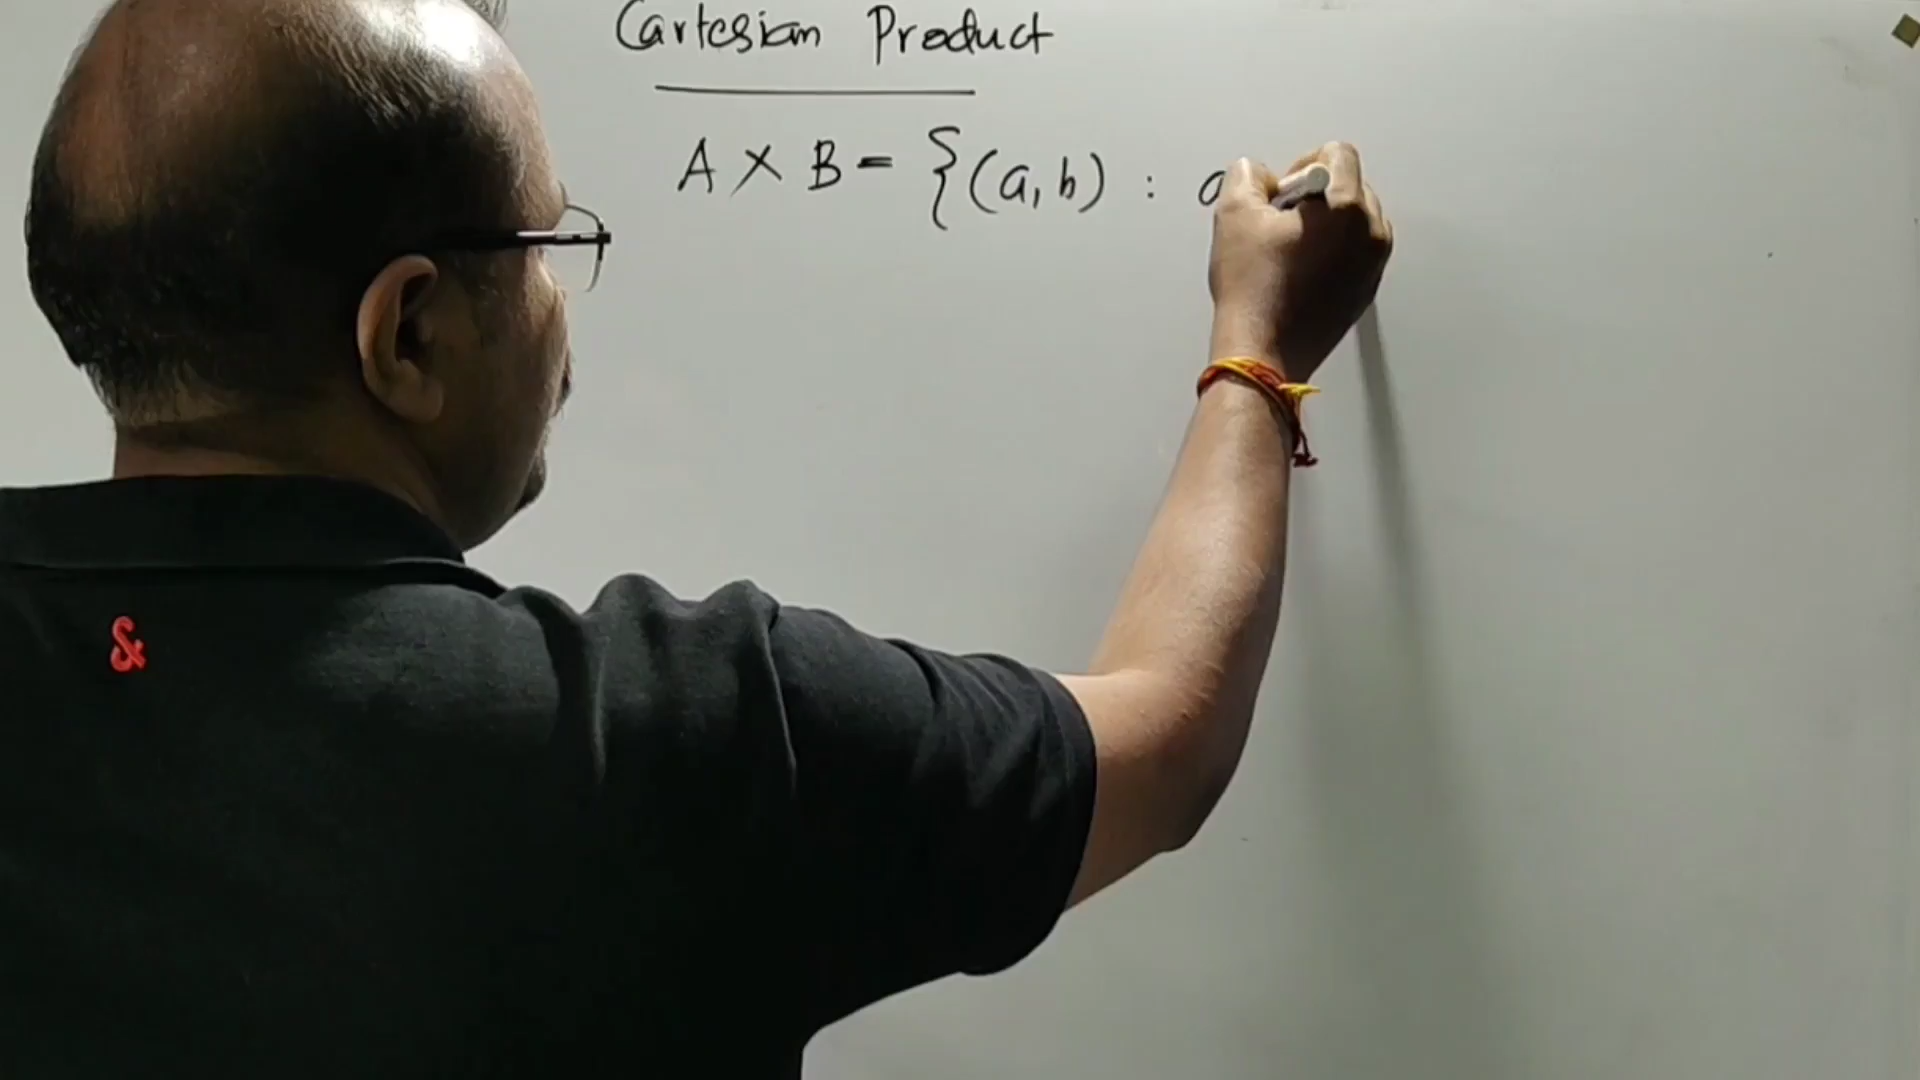 Cartesian Product
A × B = {(a, b) : a
&